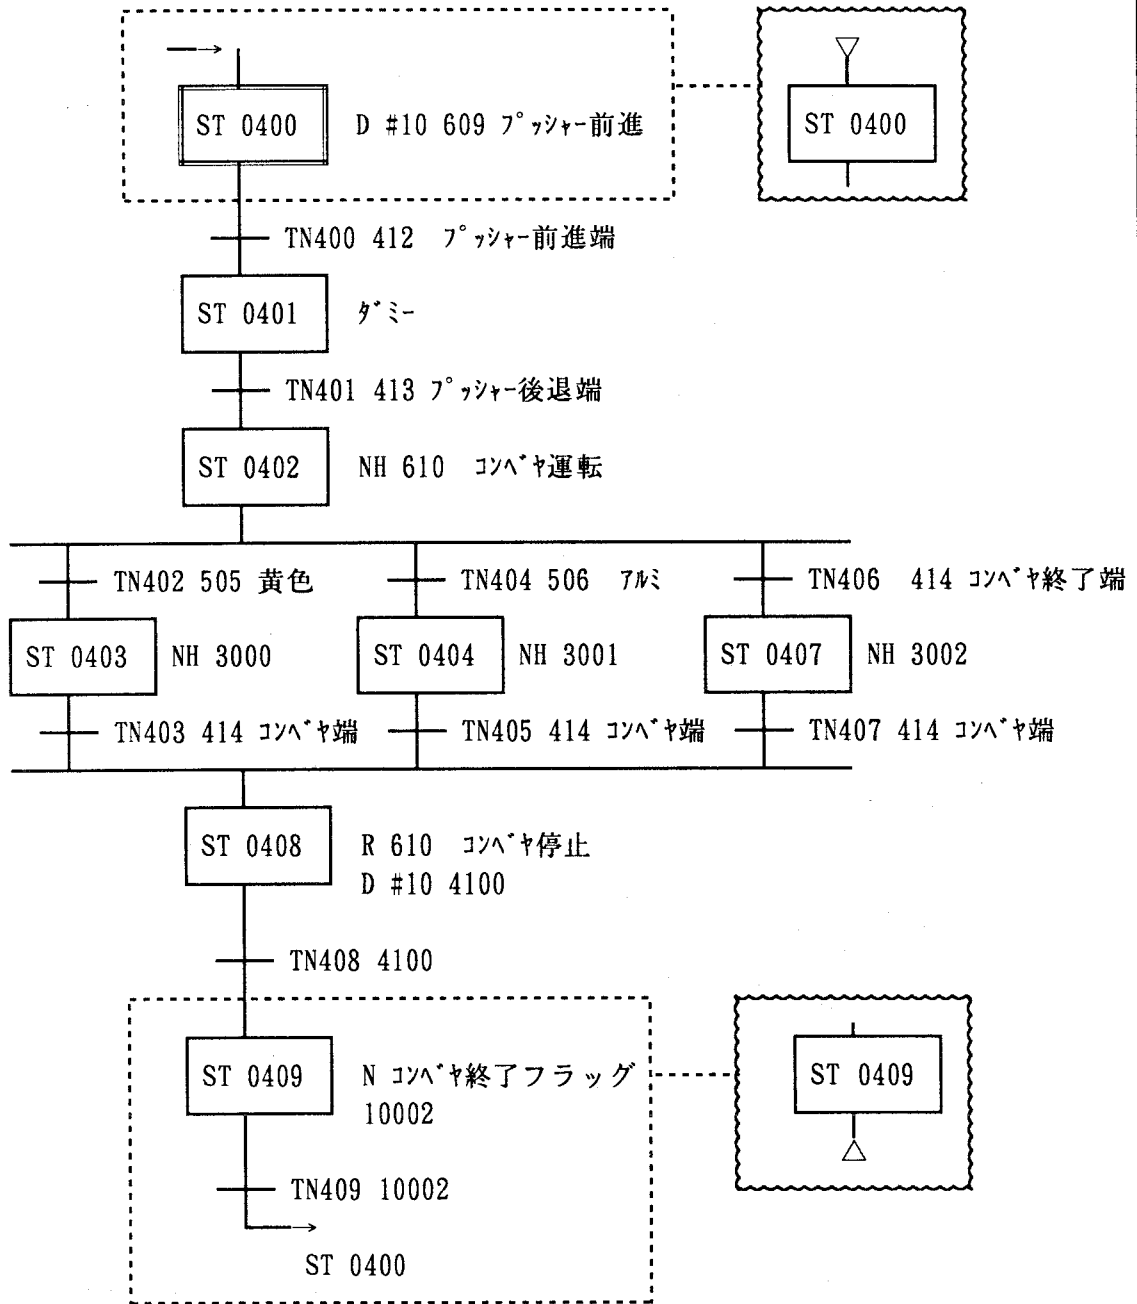 ST 0400 D #10 609 プッシャー前進
ST 0400
TN400 412 プッシャー前進端
ST 0401 ダミー
TN401 413 プッシャー後退端
ST 0402 NH 610 コンベヤ運転
TN402 505 黄色 TN404 506 アルミ TN406 414 コンベヤ終了端
ST 0403 NH 3000 ST 0404 NH 3001 ST 0407 NH 3002
TN403 414 コンベヤ端 TN405 414 コンベヤ端 TN407 414 コンベヤ端
ST 0408 R 610 コンベヤ停止
D #10 4100
TN408 4100
ST 0409 N コンベヤ終了フラッグ
10002
ST 0409
TN409 10002
ST 0400